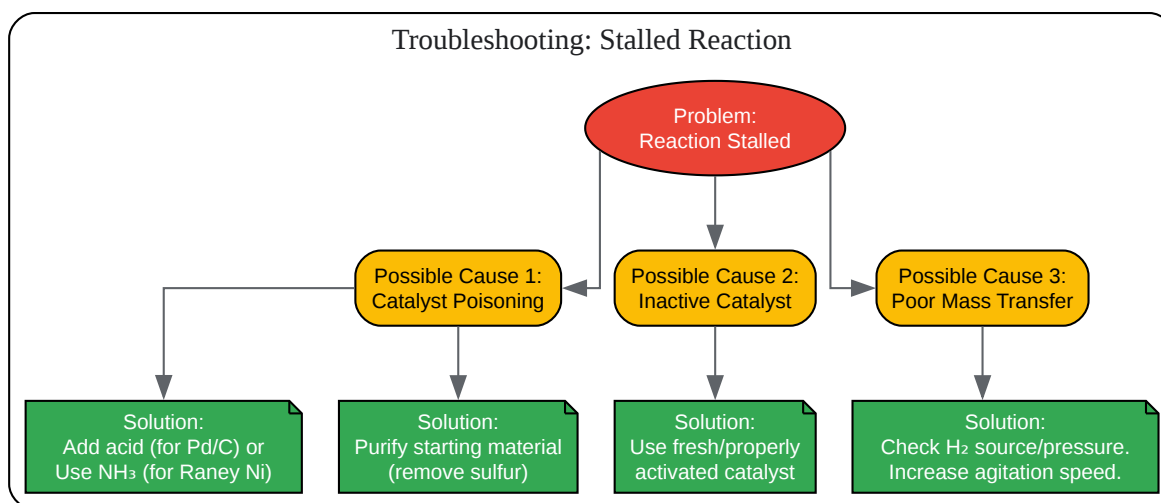 Troubleshooting: Stalled Reaction
Problem:
Reaction Stalled
Possible Cause 1:
Catalyst Poisoning
Possible Cause 2:
Inactive Catalyst
Possible Cause 3:
Poor Mass Transfer
Solution:
Add acid (for Pd/C) or
Use NH₃ (for Raney Ni)
Solution:
Purify starting material
(remove sulfur)
Solution:
Use fresh/properly
activated catalyst
Solution:
Check H₂ source/pressure.
Increase agitation speed.